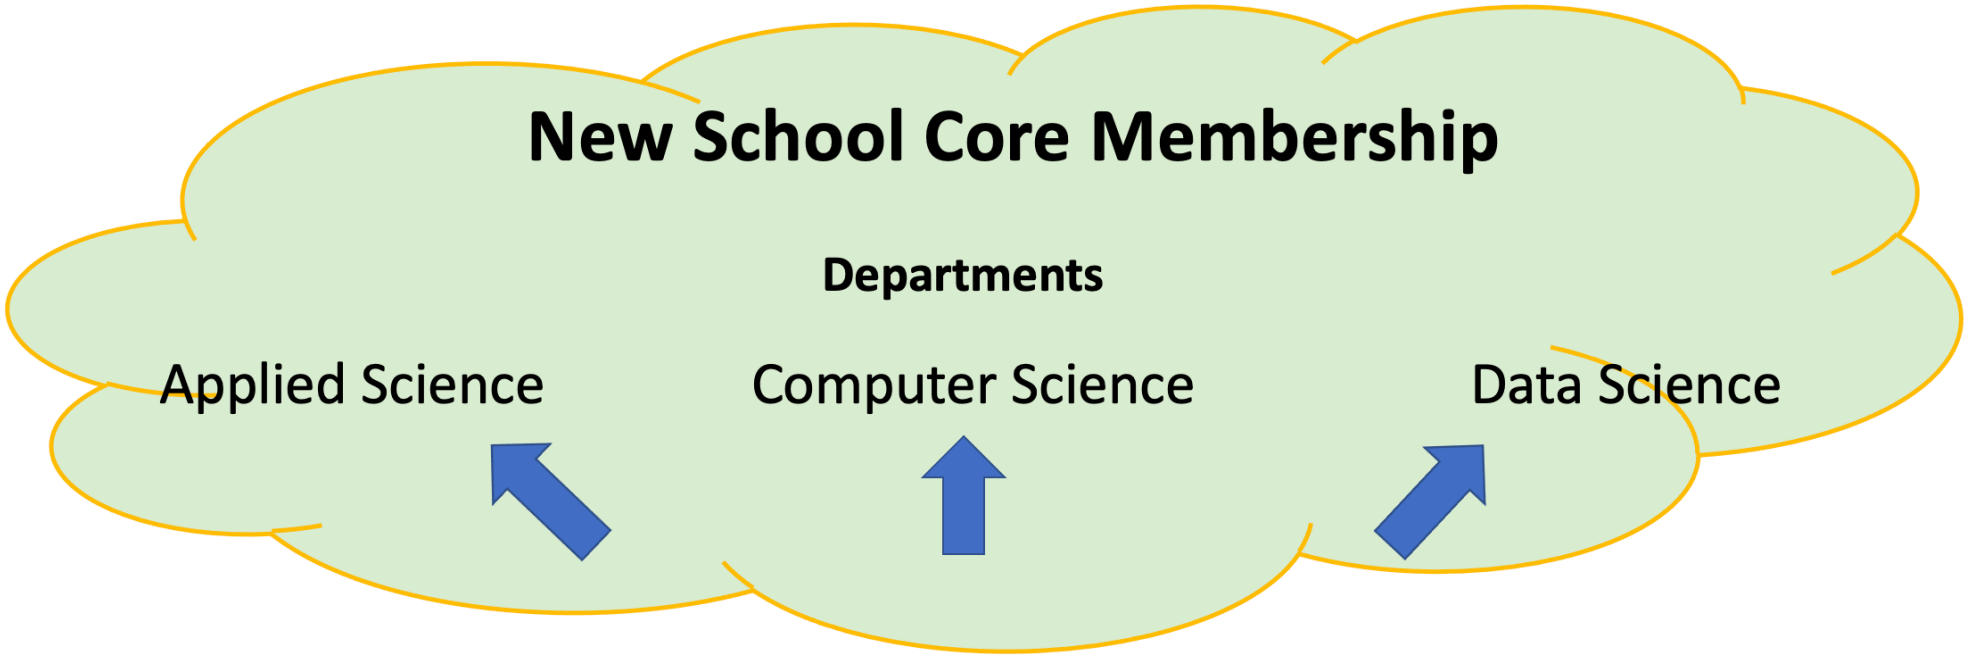 New School Core Membership
Departments
Applied Science
Computer Science
Data Science